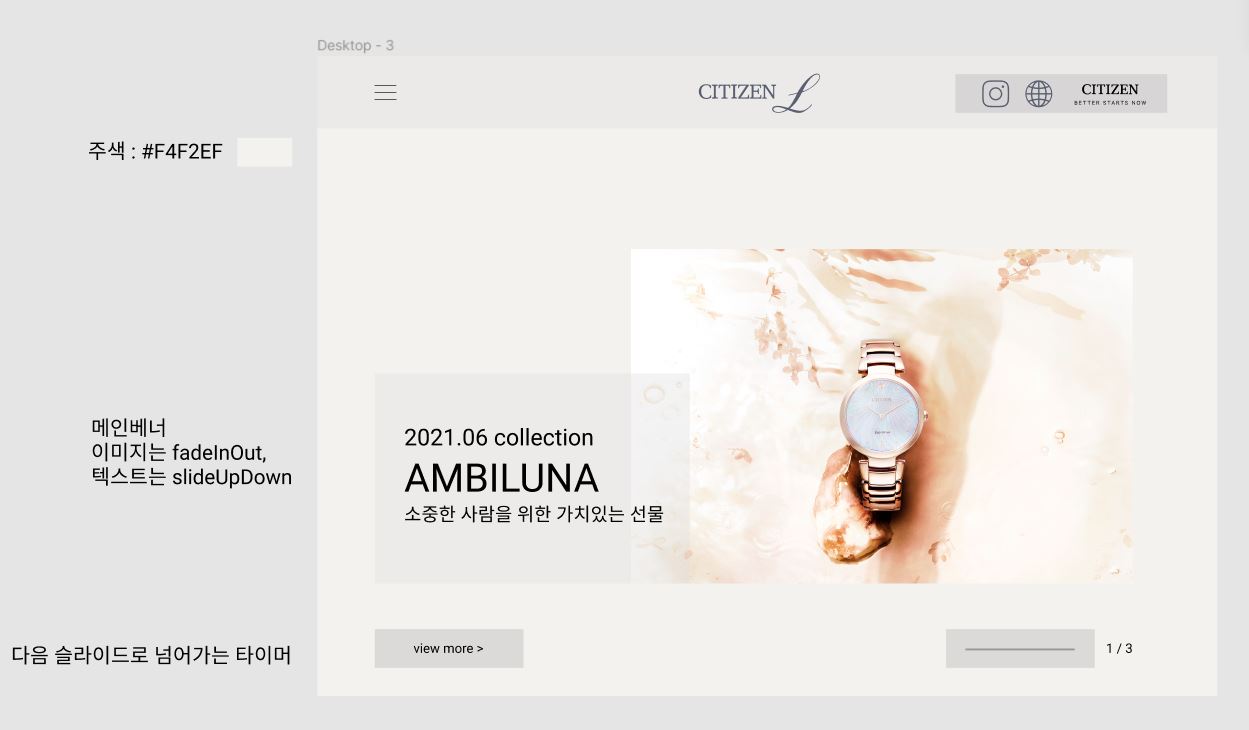 Desktop - 3
CITIZEN L
CITIZEN
BETTER STARTS NOW
주색 : #F4F2EF
메인베너
이미지는 fadeInOut,
텍스트는 slideUpDown
2021.06 collection
AMBILUNA
소중한 사람을 위한 가치있는 선물
CITIZEN
다음 슬라이드로 넘어가는 타이머
view more >
1 / 3